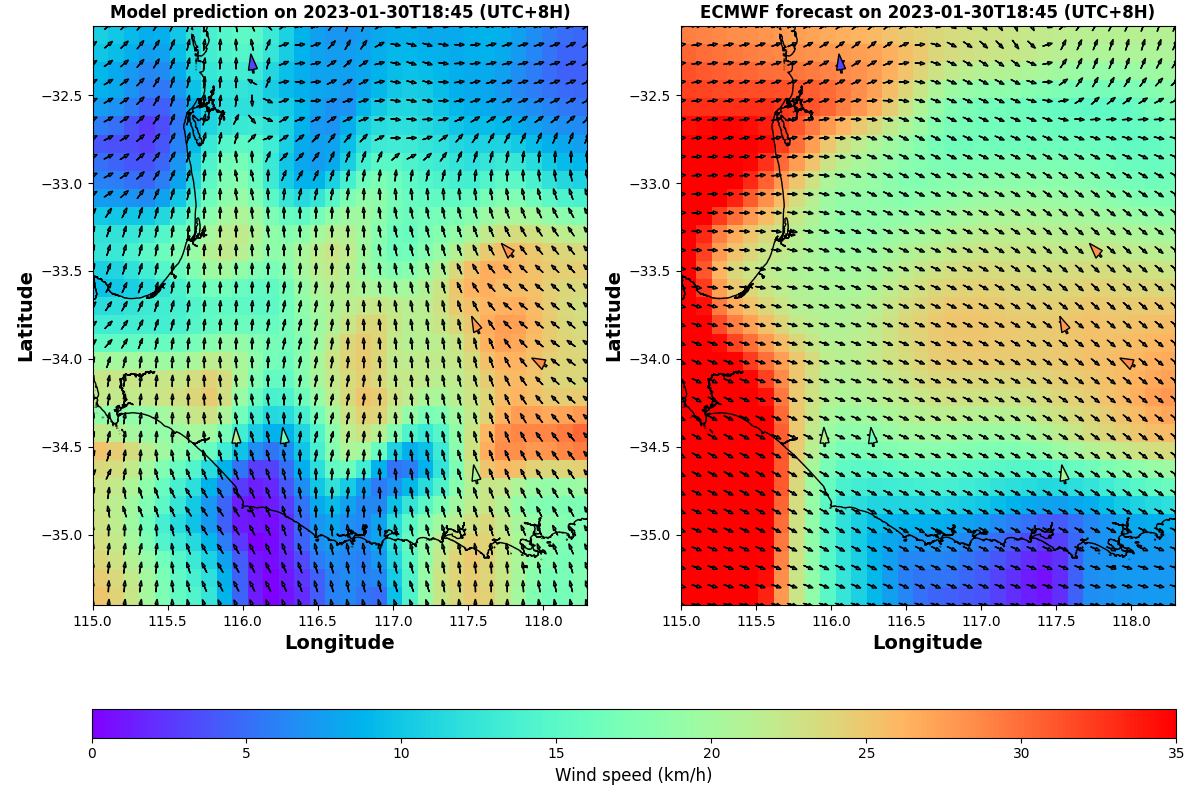 Model prediction on 2023-01-30T18:45 (UTC+8H)
ECMWF forecast on 2023-01-30T18:45 (UTC+8H)
Latitude
−32.5
−33.0
−33.5
−34.0
−34.5
−35.0
Latitude
−32.5
−33.0
−33.5
−34.0
−34.5
−35.0
115.0 115.5 116.0 116.5 117.0 117.5 118.0
115.0 115.5 116.0 116.5 117.0 117.5 118.0
Longitude
Longitude
0 5 10 15 20 25 30 35
Wind speed (km/h)